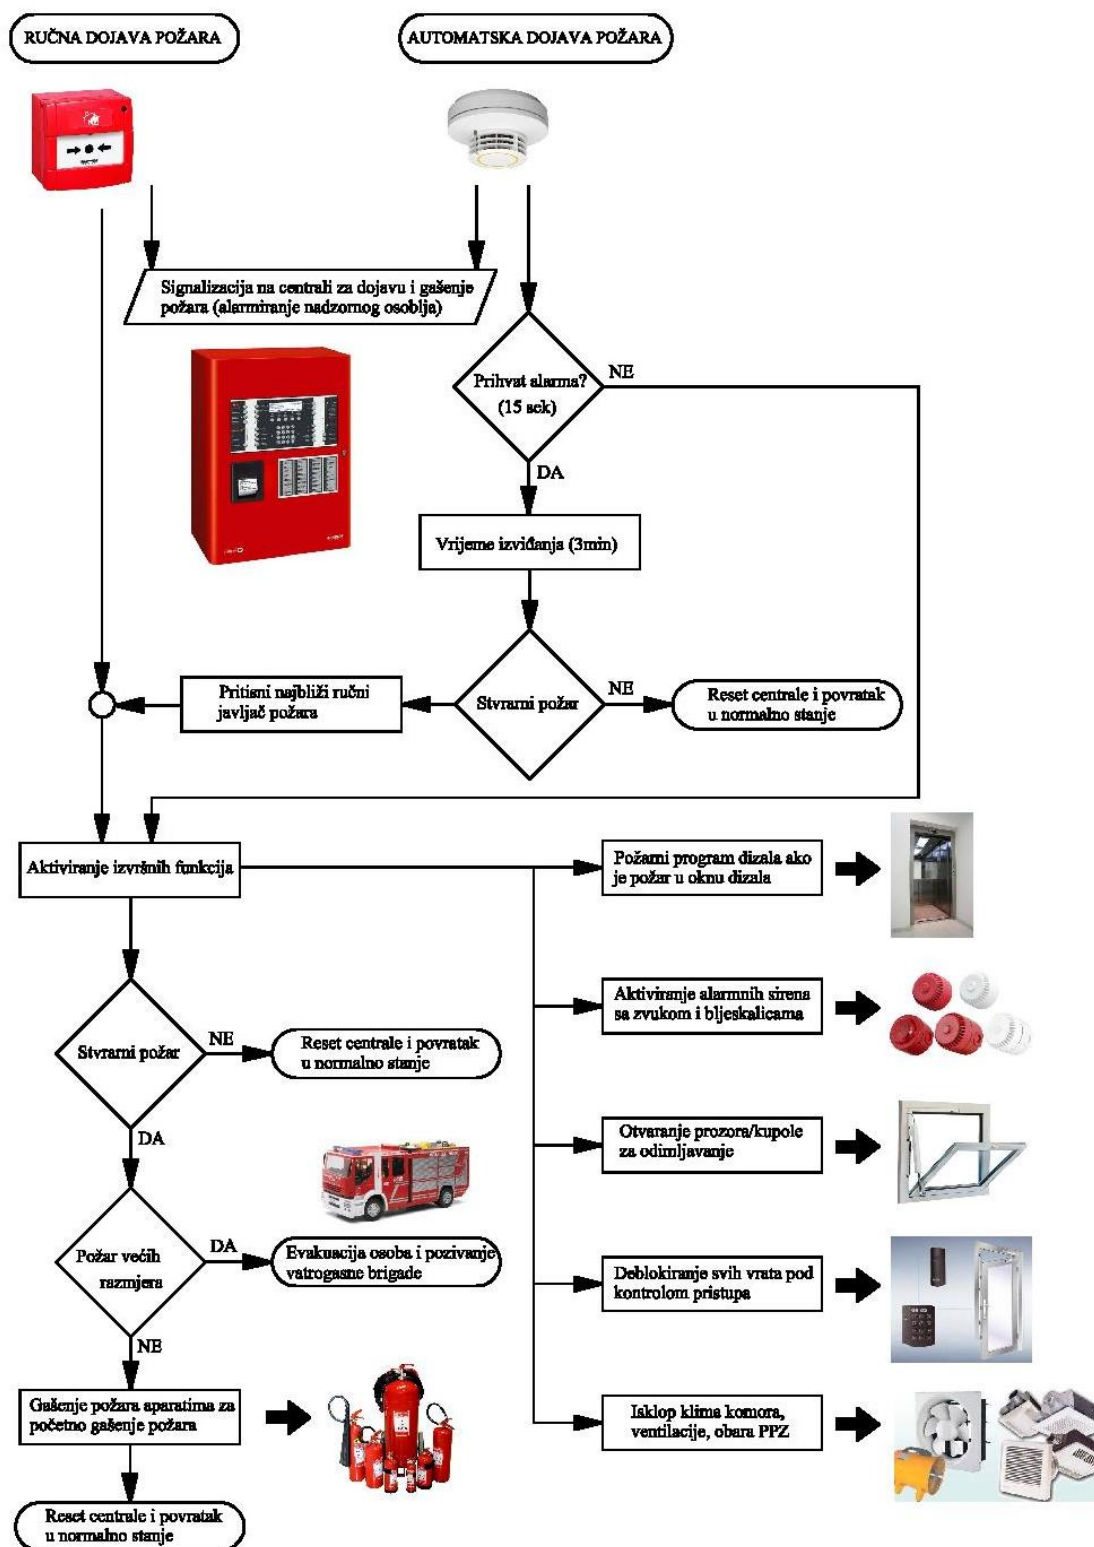 RUČNA DOJAVA POŽARA
AUTOMATSKA DOJAVA POŽARA
Signalizacija na centrali za dojavu i gašenje
požara (alarmiranje nadzornog osoblja)
Prihvat alarma?
(15 sek)
NE
DA
Vrijeme izviđanja (3min)
Stvrarni požar
NE
Reset centrale i povratak
u normalno stanje
Pritisni najbliži ručni
javljač požara
Aktiviranje izvršnih funkcija
Požarni program dizala ako
je požar u oknu dizala
Aktiviranje alarmnih sirena
sa zvukom i bljeskalicama
Stvrarni požar
NE
Reset centrale i povratak
u normalno stanje
DA
Otvaranje prozora/kupole
za odimljavanje
Požar većih
razmjera
DA
Evakuacija osoba i pozivanje
vatrogasne brigade
Deblokiranje svih vrata pod
kontrolom pristupa
NE
Gašenje požara aparatima za
početno gašenje požara
Isklop klima komora,
ventilacije, obara PPZ
Reset centrale i povratak
u normalno stanje